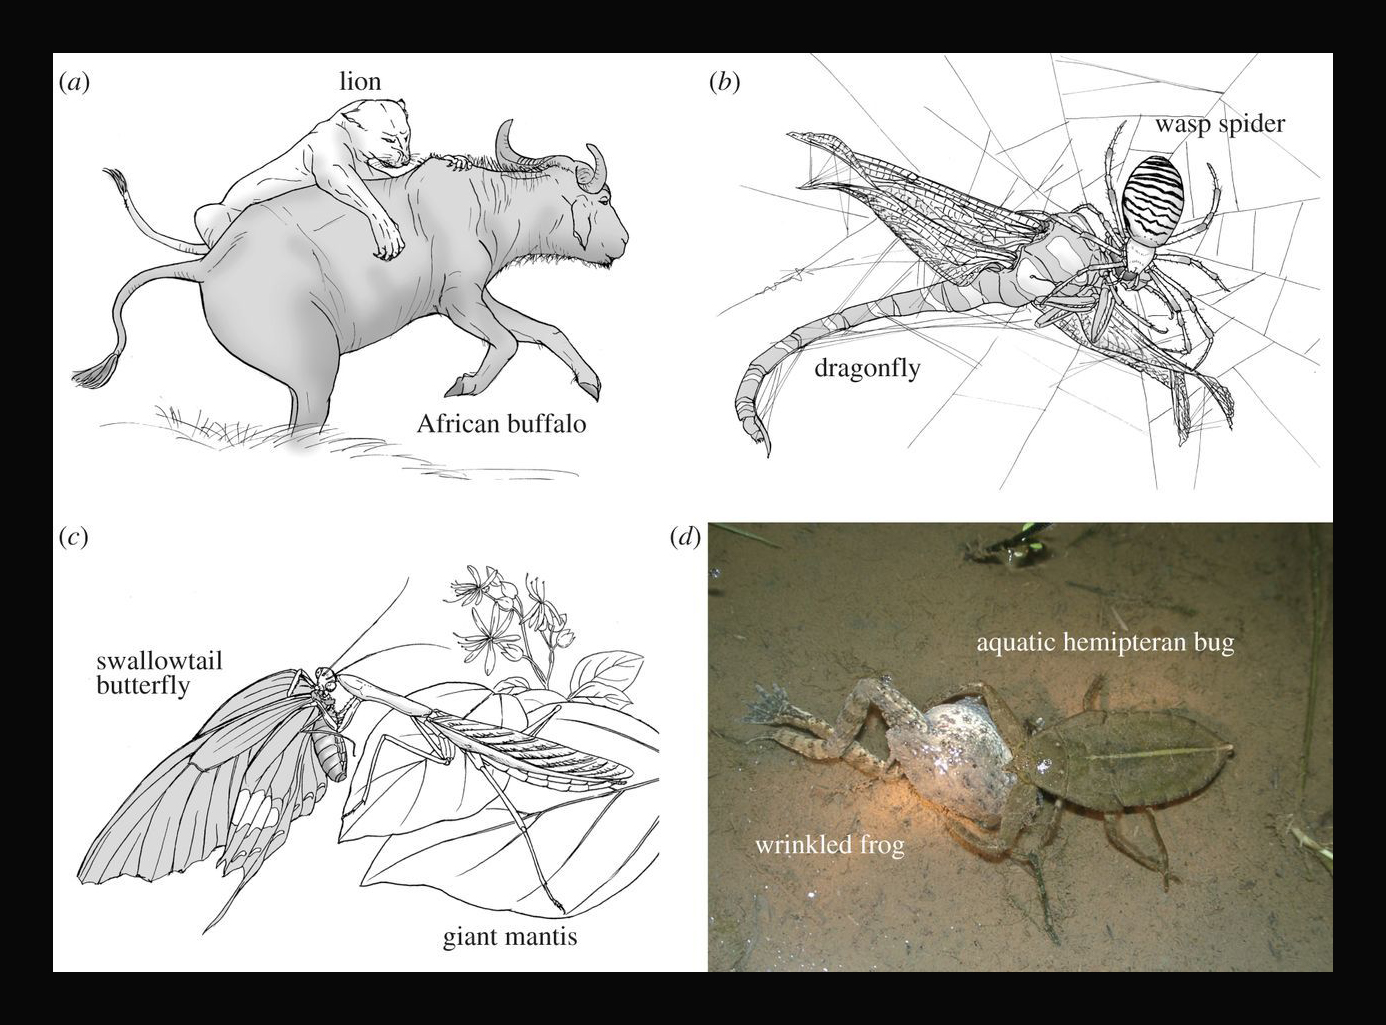 (a)
lion
African buffalo
(b)
wasp spider
dragonfly
(c)
swallowtail
butterfly
giant mantis
(d)
aquatic hemipteran bug
wrinkled frog